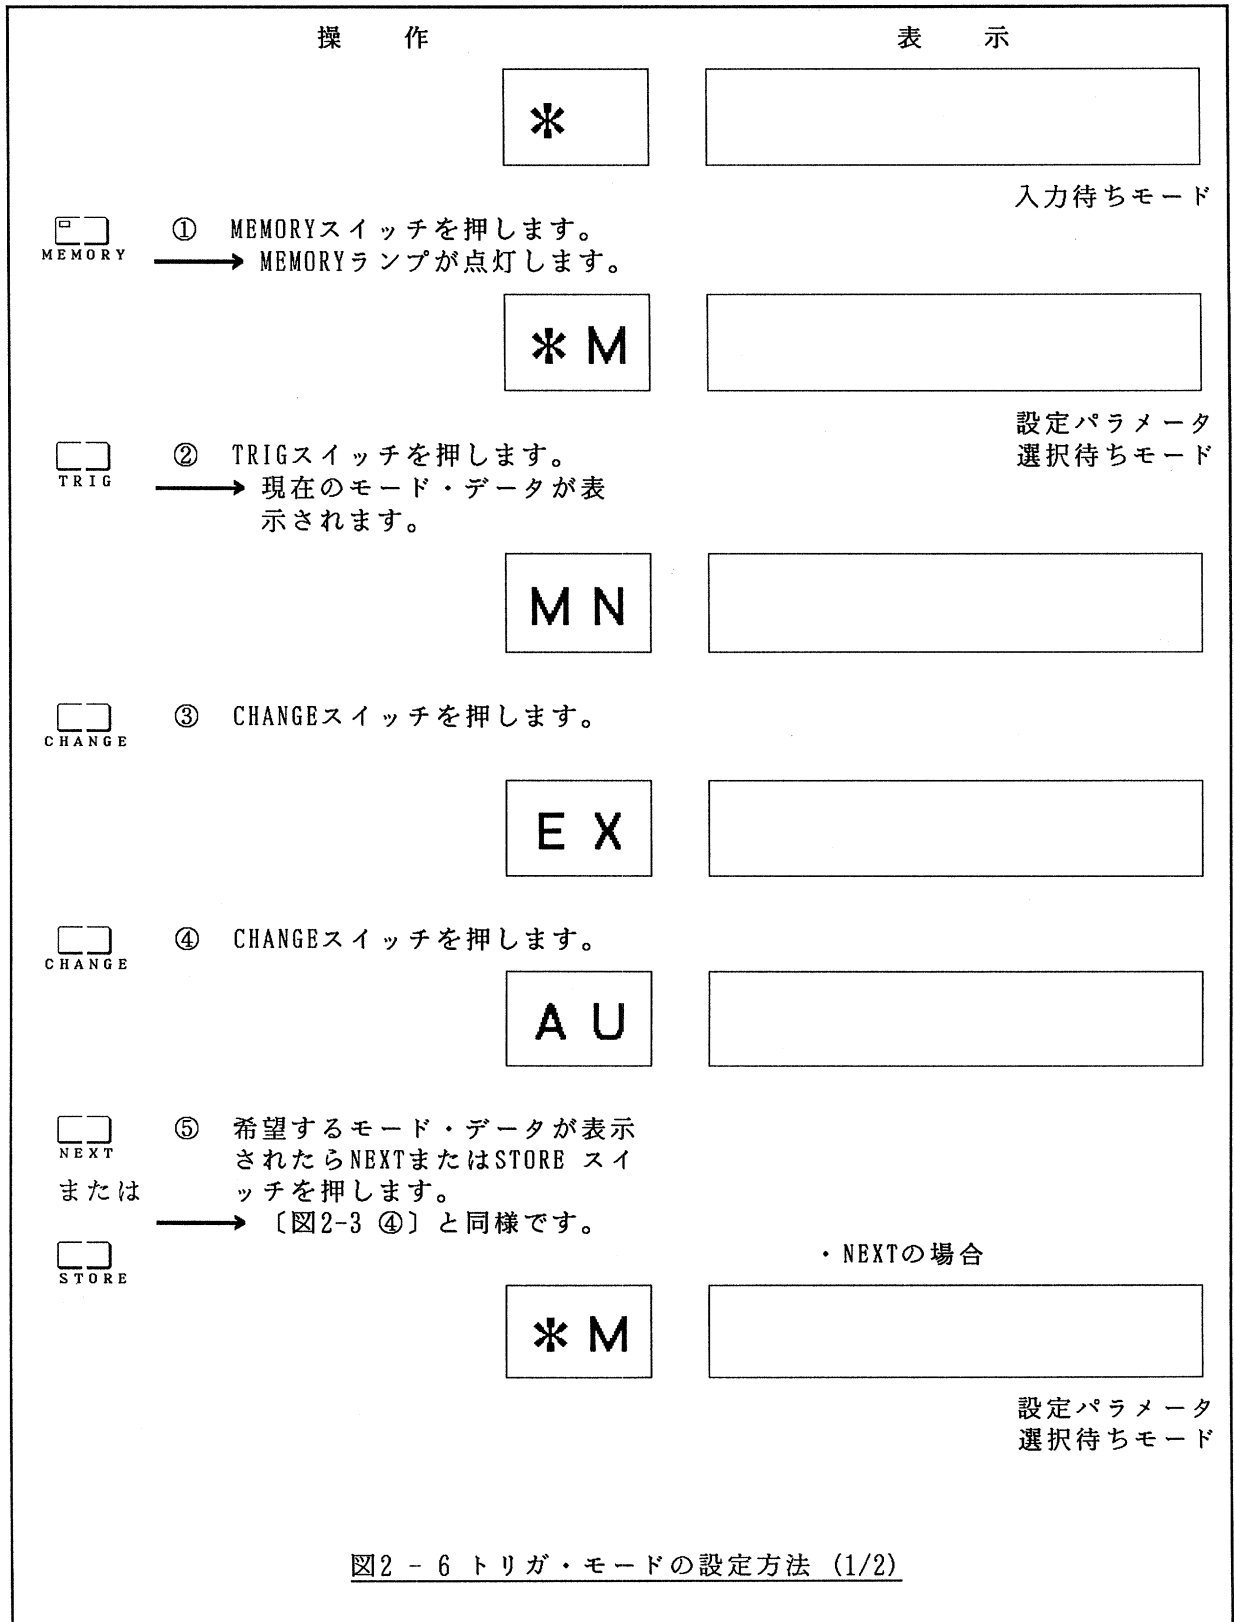 操　作　　表　示
＊
入力待ちモード
MEMORY
① MEMORYスイッチを押します。
→ MEMORYランプが点灯します。
＊ M
設定パラメータ
選択待ちモード
TRIG
② TRIGスイッチを押します。
→ 現在のモード・データが表
示されます。
M N
CHANGE
③ CHANGEスイッチを押します。
E X
CHANGE
④ CHANGEスイッチを押します。
A U
NEXT
または
STORE
⑤ 希望するモード・データが表示
されたらNEXTまたはSTORE スイ
ッチを押します。
→ 〔図2-3 ④〕と同様です。
・NEXTの場合
＊ M
設定パラメータ
選択待ちモード
図2 - 6 トリガ・モードの設定方法 (1/2)